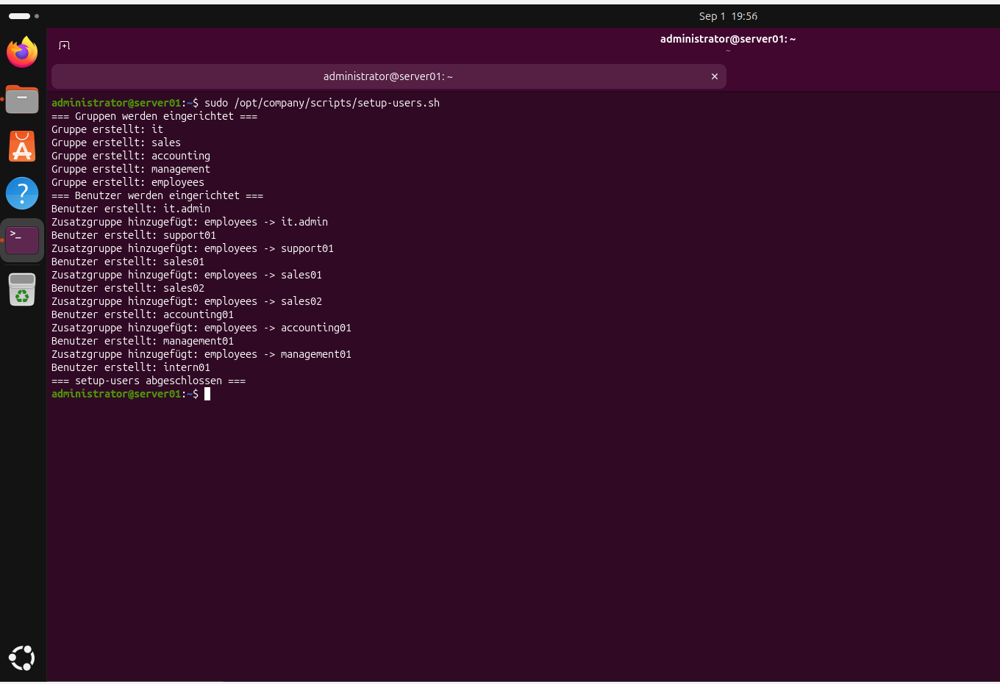 Sep 1 19:56
administrator@server01: ~
~
administrator@server01: ~
administrator@server01:~$ sudo /opt/company/scripts/setup-users.sh
=== Gruppen werden eingerichtet ===
Gruppe erstellt: it
Gruppe erstellt: sales
Gruppe erstellt: accounting
Gruppe erstellt: management
Gruppe erstellt: employees
=== Benutzer werden eingerichtet ===
Benutzer erstellt: it.admin
Zusatzgruppe hinzugefügt: employees -> it.admin
Benutzer erstellt: support01
Zusatzgruppe hinzugefügt: employees -> support01
Benutzer erstellt: sales01
Zusatzgruppe hinzugefügt: employees -> sales01
Benutzer erstellt: sales02
Zusatzgruppe hinzugefügt: employees -> sales02
Benutzer erstellt: accounting01
Zusatzgruppe hinzugefügt: employees -> accounting01
Benutzer erstellt: management01
Zusatzgruppe hinzugefügt: employees -> management01
Benutzer erstellt: intern01
=== setup-users abgeschlossen ===
administrator@server01:~$